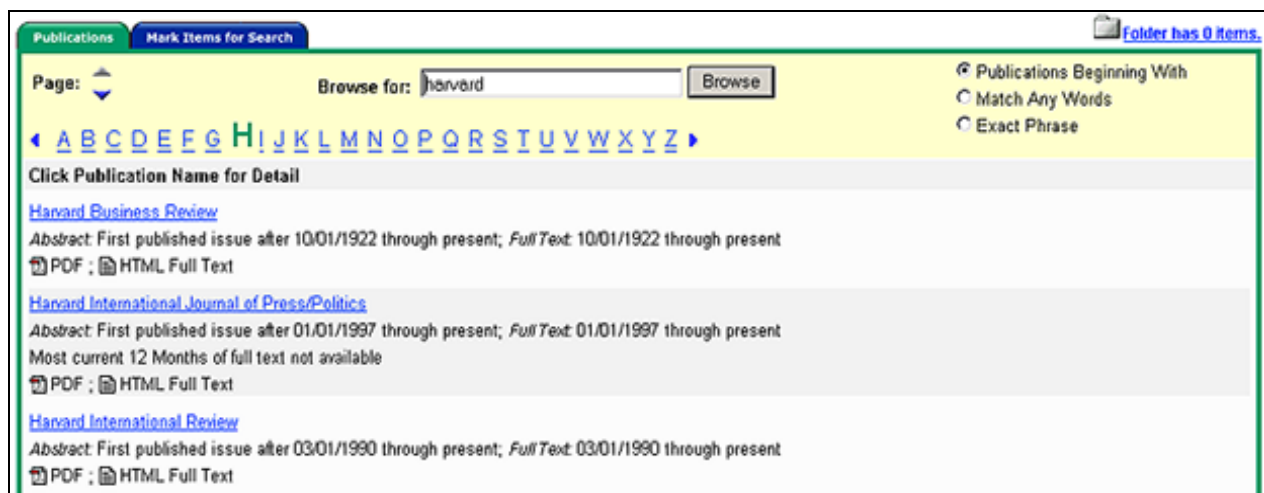 Publications Mark Items for Search Folder has 0 items.
Page: Browse for: harvard Browse Publications Beginning With
Match Any Words
Exact Phrase
A B C D E F G H I J K L M N O P Q R S T U V W X Y Z
Click Publication Name for Detail
Harvard Business Review
Abstract: First published issue after 10/01/1922 through present; Full Text: 10/01/1922 through present
PDF ; HTML Full Text
Harvard International Journal of Press/Politics
Abstract: First published issue after 01/01/1997 through present; Full Text: 01/01/1997 through present
Most current 12 Months of full text not available
PDF ; HTML Full Text
Harvard International Review
Abstract: First published issue after 03/01/1990 through present; Full Text: 03/01/1990 through present
PDF ; HTML Full Text